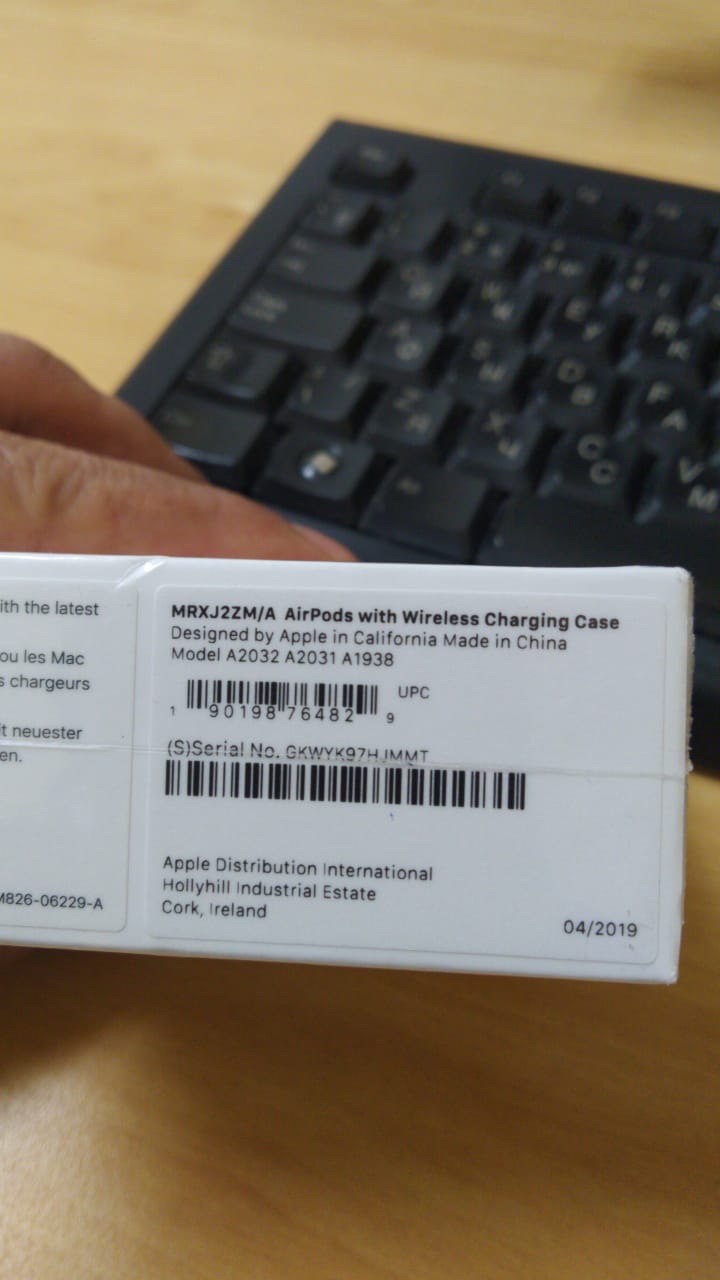 ith the latest
ou les Mac
s chargeurs
it neuester
en.
M826-06229-A
MRXJ2ZM/A AirPods with Wireless Charging Case
Designed by Apple in California Made in China
Model A2032 A2031 A1938
UPC
1 90198 76482 9
(S)Serial No. GKWYK97HJMMT
Apple Distribution International
Hollyhill Industrial Estate
Cork, Ireland
04/2019
W
E
R
D
F
A
C
C
V
M